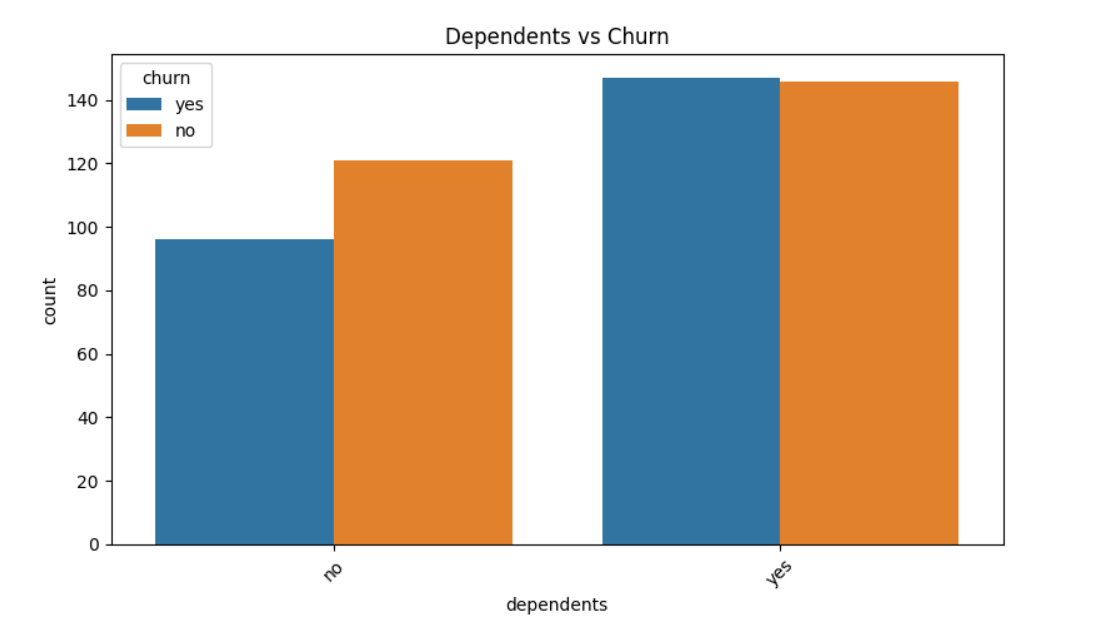 Dependents vs Churn
churn
yes
no
140
120
100
80
60
40
20
0
count
no
yes
dependents